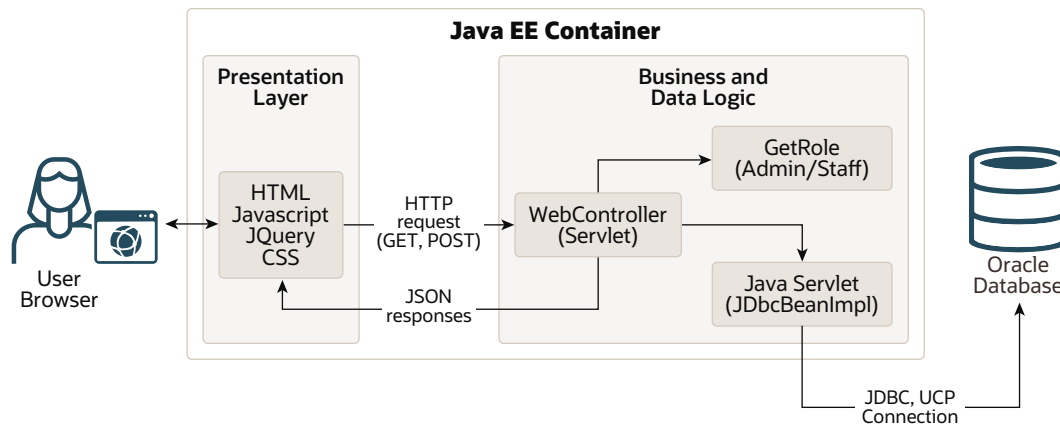 Java EE Container
Presentation
Layer
Business and
Data Logic
GetRole
(Admin/Staff)
HTML
Javascript
JQuery
CSS
HTTP
request
(GET, POST)
WebController
(Servlet)
User
Browser
JSON
responses
Java Servlet
(JDbcBeanImpl)
Oracle
Database
JDBC, UCP
Connection